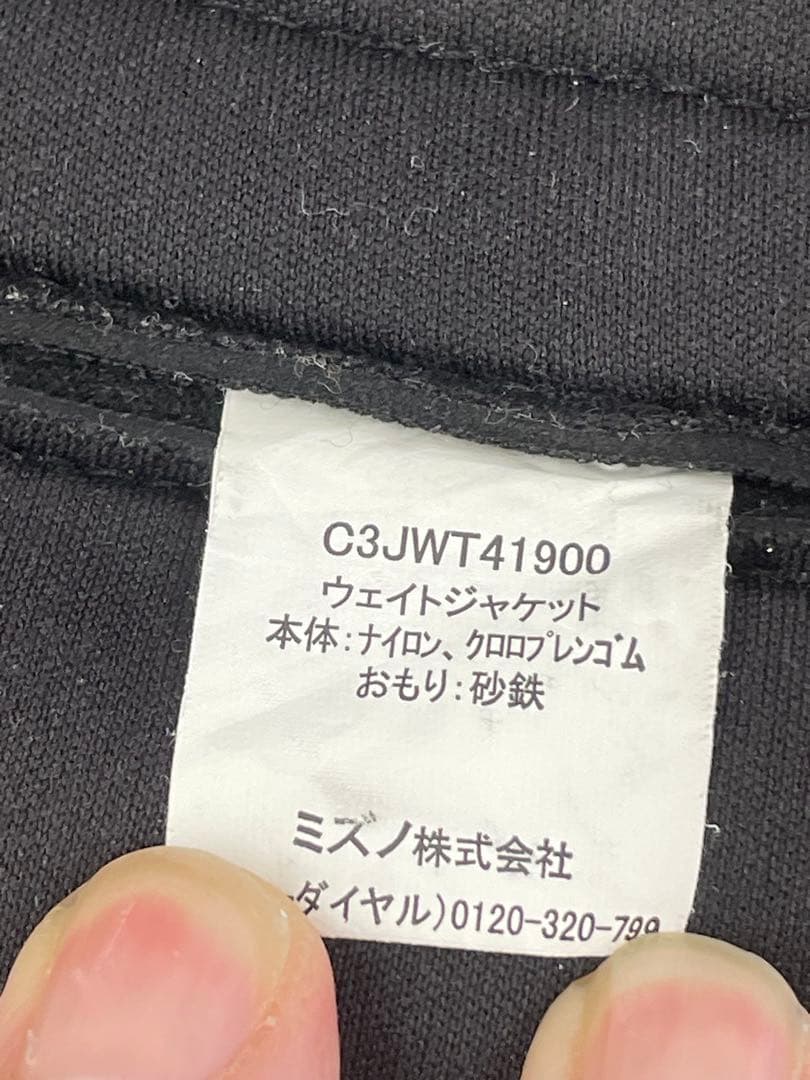 C3JWT41900
ウェイトジャケット
本体:ナイロン、クロロプレンゴム
おもり:砂鉄
ミズノ株式会社
ダイヤル)0120-320-799